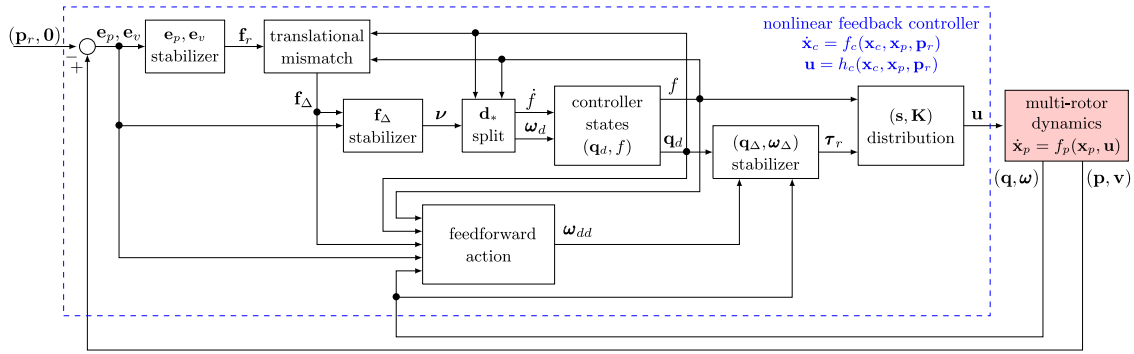 nonlinear feedback controller
ẋ_c = f_c(x_c, x_p, p_r)
u = h_c(x_c, x_p, p_r)
(p_r, 0)
−
+
e_p, e_v
e_p, e_v
stabilizer
f_r
translational
mismatch
f_Δ
f_Δ
stabilizer
ν
d_*
split
ḟ
ω_d
controller
states
(q_d, f)
f
q_d
(q_Δ, ω_Δ)
stabilizer
τ_r
(s, K)
distribution
u
multi-rotor
dynamics
ẋ_p = f_p(x_p, u)
(q, ω)
(p, v)
feedforward
action
ω_dd